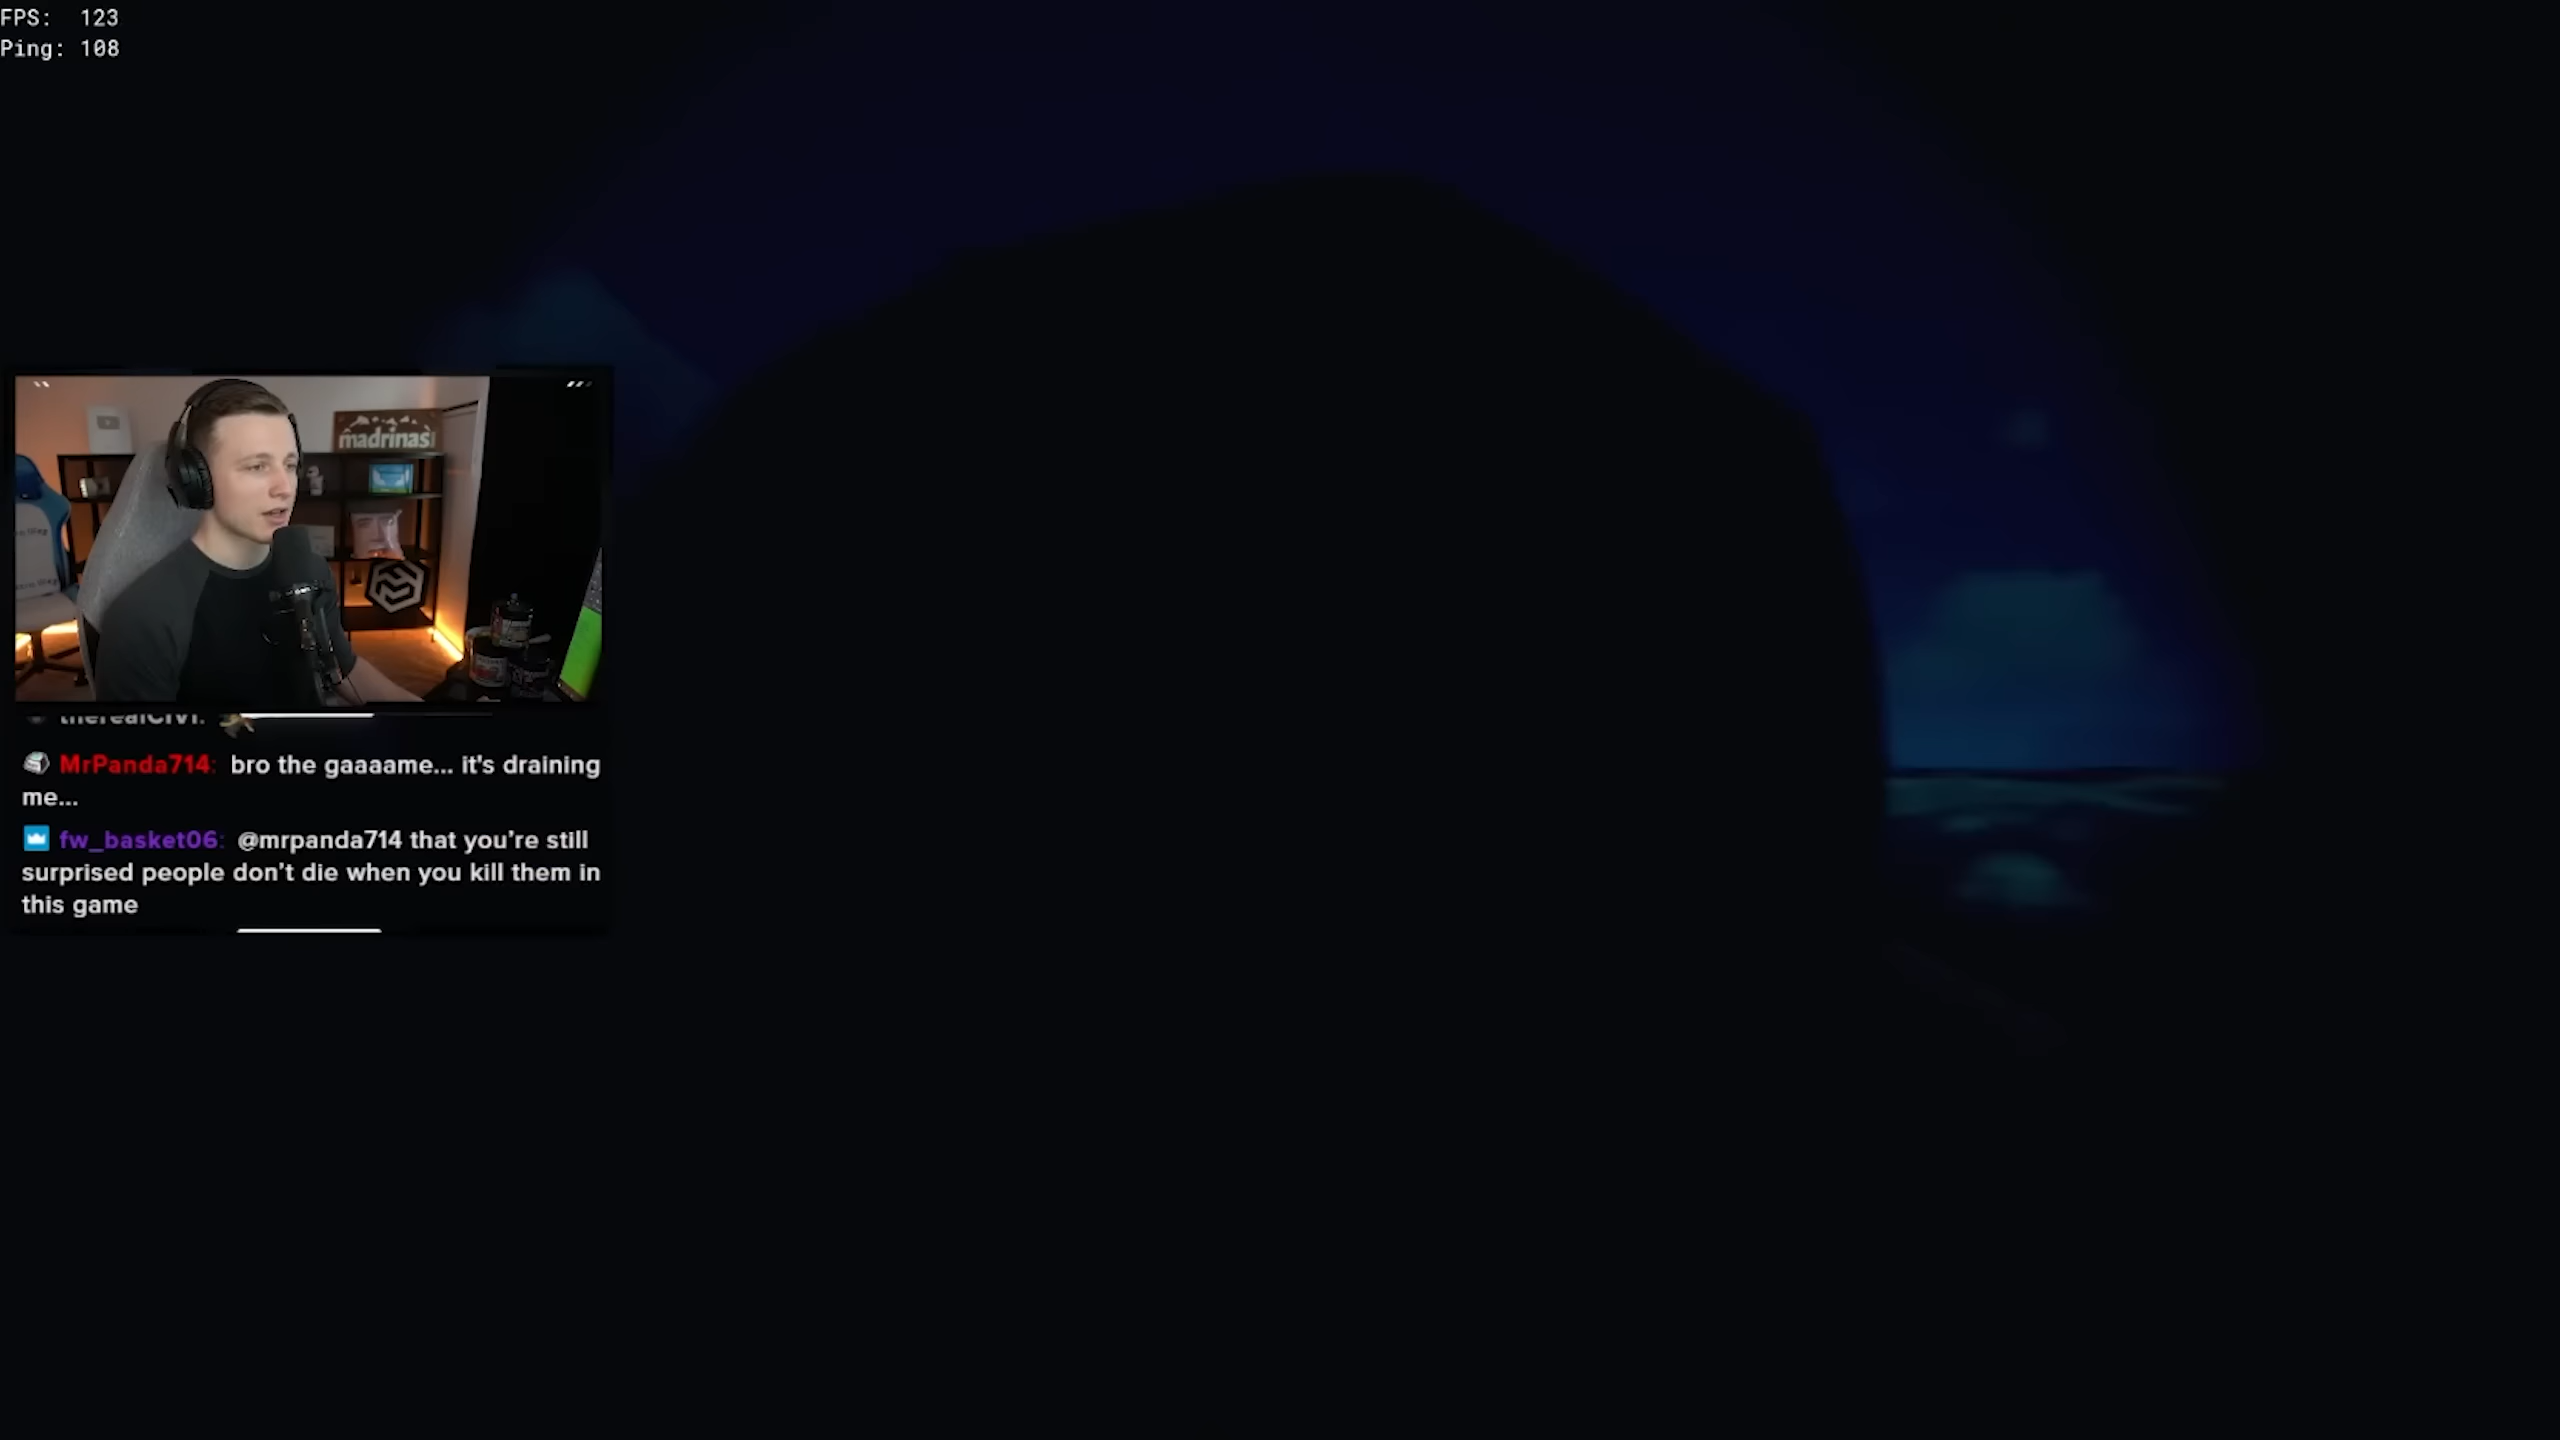 FPS: 123
Ping: 108
madrinas
MrPanda714: bro the gaaaame... it's draining
me...
fw_basket06: @mrpanda714 that you're still
surprised people don't die when you kill them in
this game